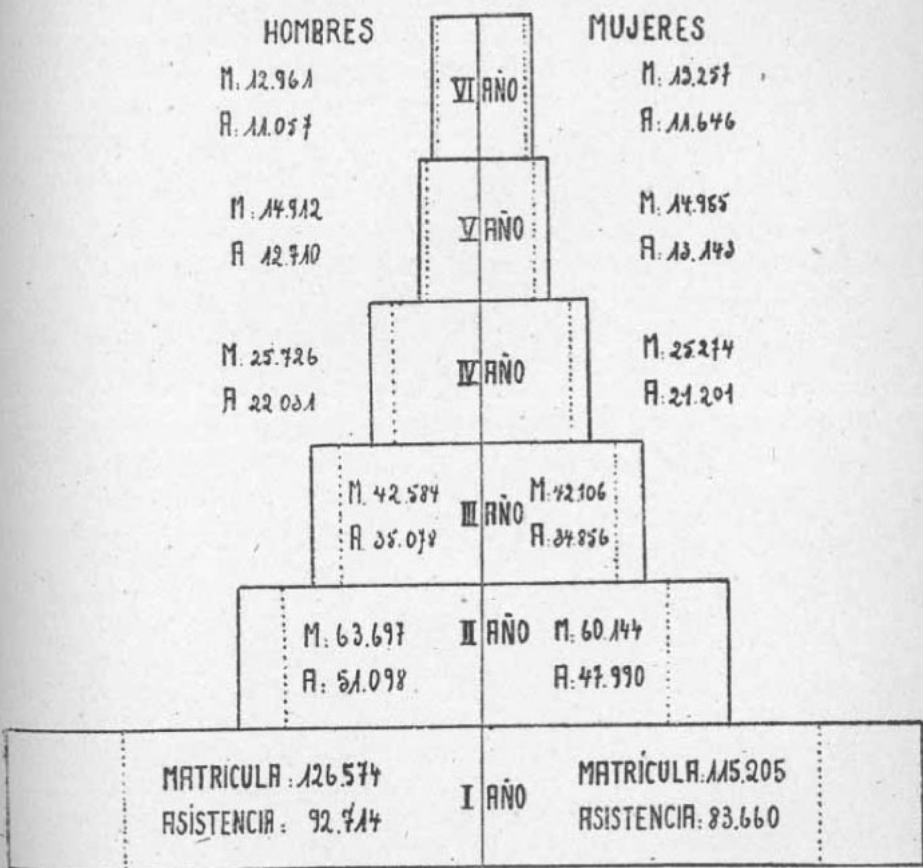 HOMBRES
MUJERES
M: 12.961
A: 11.057
VI AÑO
M: 13.257
A: 11.646
M: 14.912
A 12.710
V AÑO
M: 14.955
A: 13.143
M: 25.726
A 22 031
IV AÑO
M: 25.274
A: 21.201
M. 42.584
A 35.078
III AÑO
M: 42.106
A: 34.856
M: 63.697
A: 51.098
II AÑO
M: 60.144
A: 47.990
MATRÍCULA: 126.574
ASISTENCIA: 92.714
I AÑO
MATRÍCULA: 115.205
ASISTENCIA: 83.660